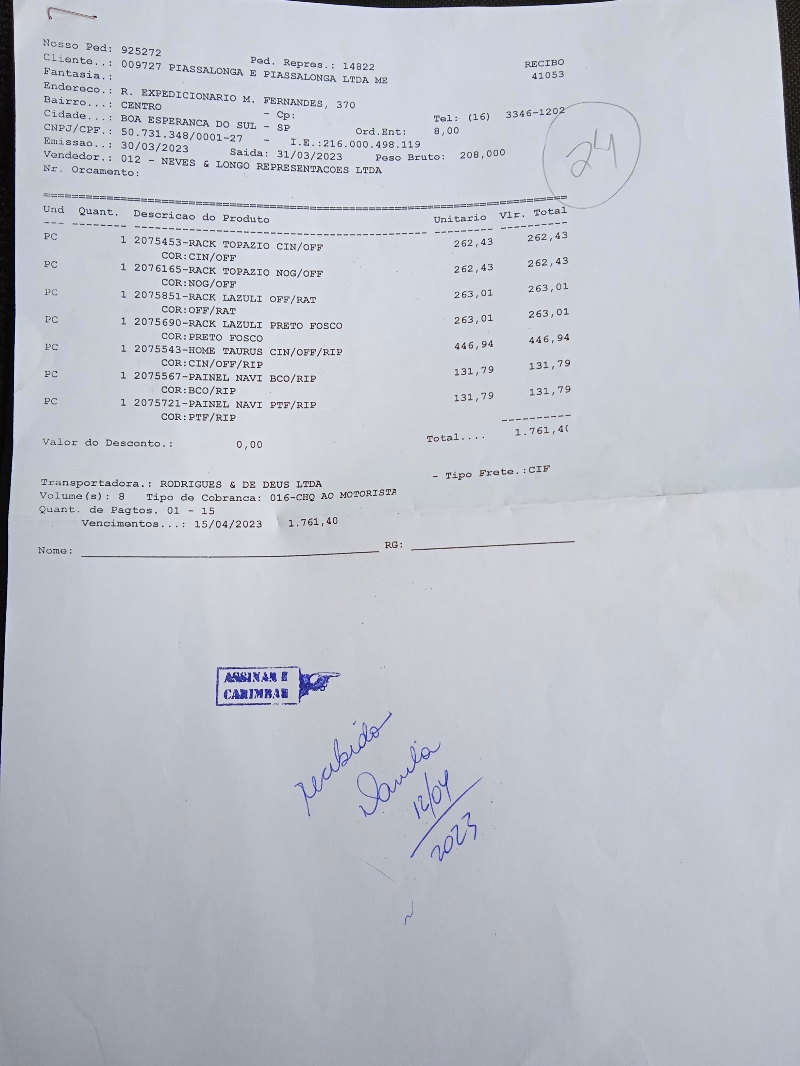 Nosso Ped: 925272 Ped. Repres.: 14822 RECIBO
Cliente..: 009727 PIASSALONGA E PIASSALONGA LTDA ME 41053
Fantasia.:
Endereco.: R. EXPEDICIONARIO M. FERNANDES, 370
Bairro...: CENTRO - Cp: Tel: (16) 3346-1202
Cidade...: BOA ESPERANCA DO SUL - SP Ord.Ent: 8,00
CNPJ/CPF.: 50.731.348/0001-27 - I.E.:216.000.498.119
Emissao..: 30/03/2023 Saida: 31/03/2023 Peso Bruto: 208,000
Vendedor.: 012 - NEVES & LONGO REPRESENTACOES LTDA
Nr. Orcamento:
24
Und Quant. Descricao do Produto Unitario Vlr. Total
PC 1 2075453-RACK TOPAZIO CIN/OFF 262,43 262,43
COR:CIN/OFF
PC 1 2076165-RACK TOPAZIO NOG/OFF 262,43 262,43
COR:NOG/OFF
PC 1 2075851-RACK LAZULI OFF/RAT 263,01 263,01
COR:OFF/RAT
PC 1 2075690-RACK LAZULI PRETO FOSCO 263,01 263,01
COR:PRETO FOSCO
PC 1 2075543-HOME TAURUS CIN/OFF/RIP 446,94 446,94
COR:CIN/OFF/RIP
PC 1 2075567-PAINEL NAVI BCO/RIP 131,79 131,79
COR:BCO/RIP
PC 1 2075721-PAINEL NAVI PTF/RIP 131,79 131,79
COR:PTF/RIP
Valor do Desconto.: 0,00 Total.... 1.761,40
Transportadora.: RODRIGUES & DE DEUS LTDA - Tipo Frete.:CIF
Volume(s): 8 Tipo de Cobranca: 016-CHQ AO MOTORISTA
Quant. de Pagtos. 01 - 15
Vencimentos...: 15/04/2023 1.761,40
Nome: RG:
ASSINAR E
CARIMBAR
recibido
Danila
12/04
2023